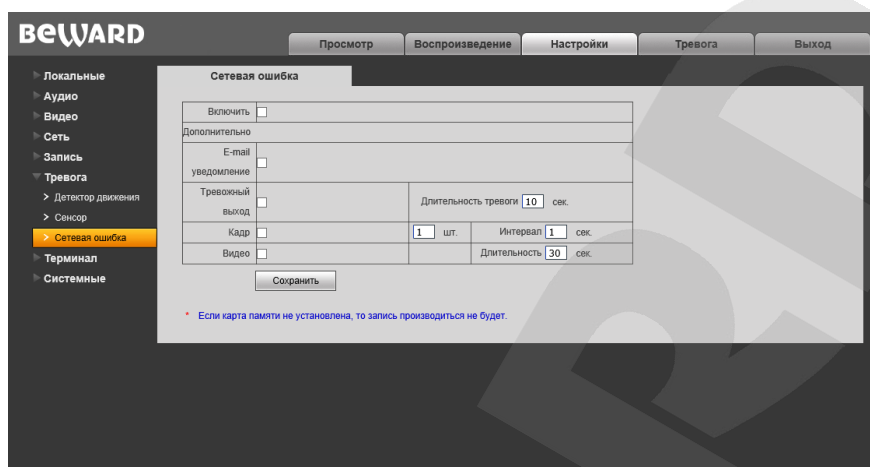 BEWARD
Просмотр
Воспроизведение
Настройки
Тревога
Выход
Локальные
Аудио
Видео
Сеть
Запись
Тревога
Детектор движения
Сенсор
Сетевая ошибка
Терминал
Системные
Сетевая ошибка
Включить
Дополнительно
E-mail
уведомление
Тревожный
выход
Длительность тревоги 10 сек.
Кадр
1 шт.
Интервал 1 сек.
Видео
Длительность 30 сек.
Сохранить
* Если карта памяти не установлена, то запись производиться не будет.